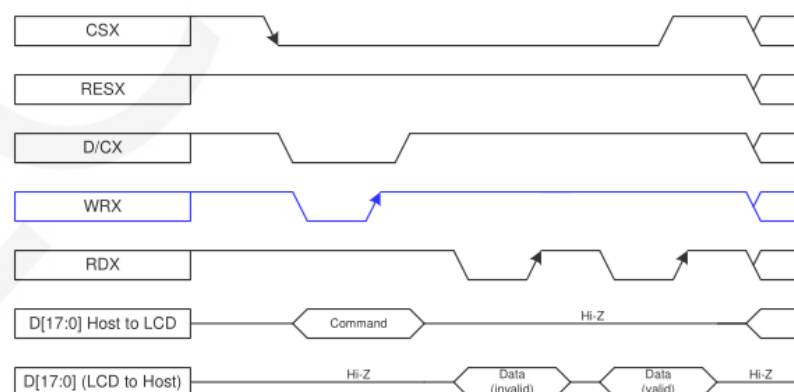 CSX
RESX
D/CX
WRX
RDX
D[17:0] Host to LCD
Command
Hi-Z
D[17:0] (LCD to Host)
Hi-Z
Data
(invalid)
Data
(valid)
Hi-Z